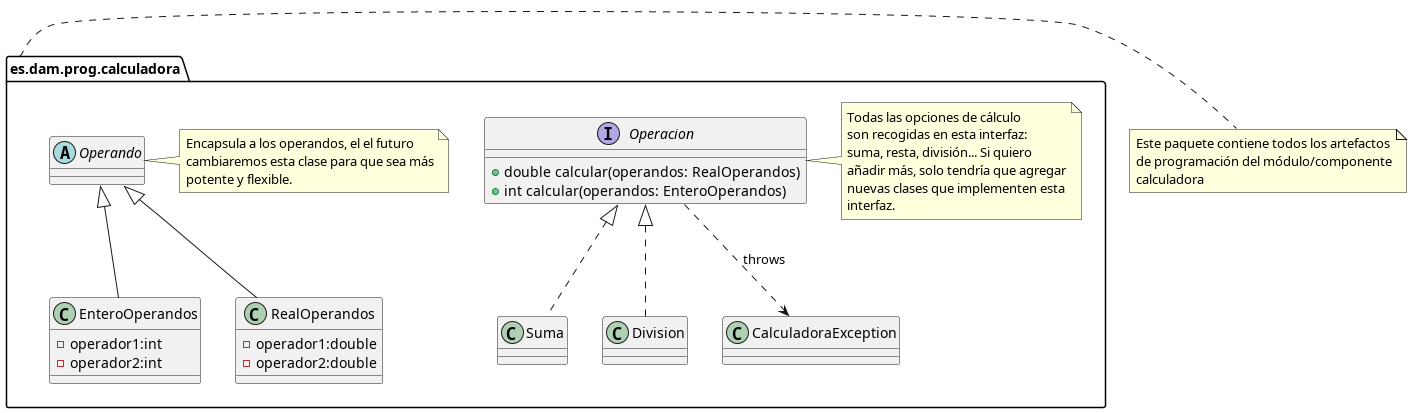 es.dam.prog.calculadora
A Operando
Encapsula a los operandos, el el futuro
cambiaremos esta clase para que sea más
potente y flexible.
I Operacion
double calcular(operandos: RealOperandos)
int calcular(operandos: EnteroOperandos)
Todas las opciones de cálculo
son recogidas en esta interfaz:
suma, resta, división... Si quiero
añadir más, solo tendría que agregar
nuevas clases que implementen esta
interfaz.
Este paquete contiene todos los artefactos
de programación del módulo/componente
calculadora
throws
C EnteroOperandos
operador1:int
operador2:int
C RealOperandos
operador1:double
operador2:double
C Suma
C Division
C CalculadoraException